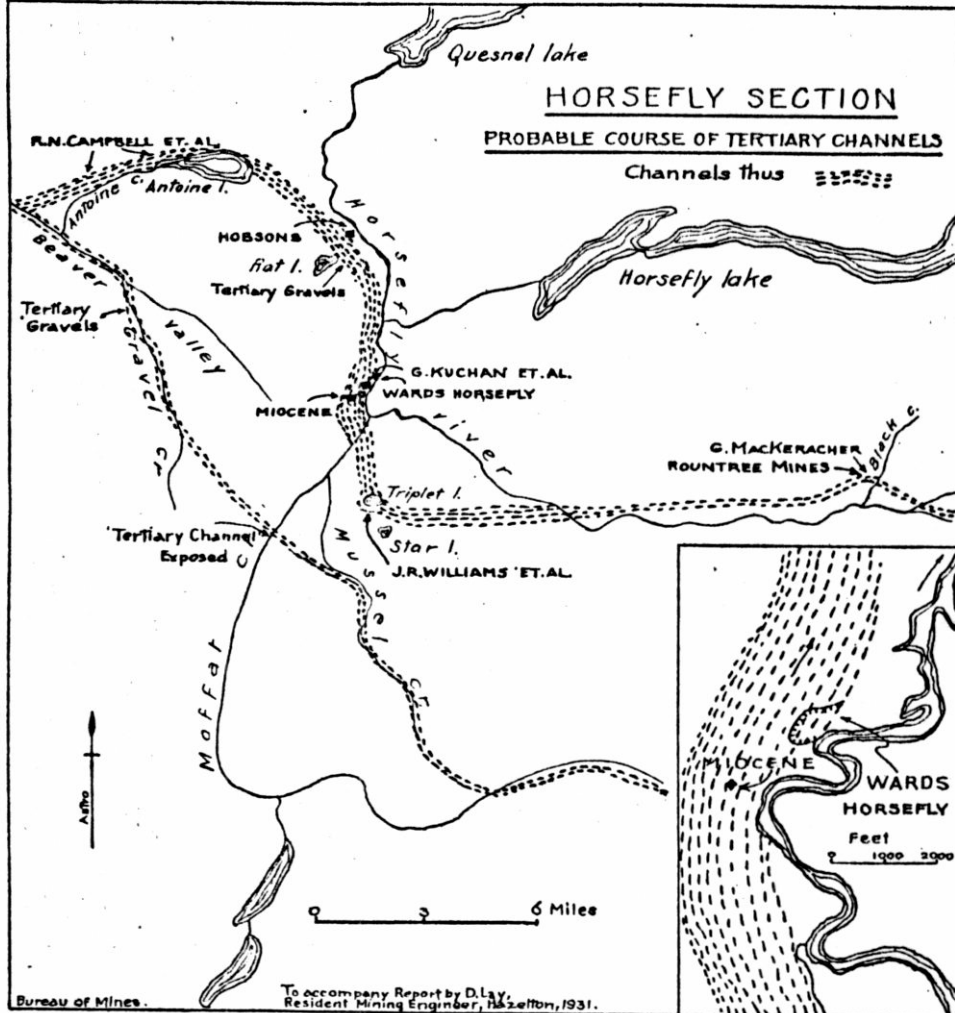 Quesnel lake
HORSEFLY SECTION
PROBABLE COURSE OF TERTIARY CHANNELS
Channels thus
R.N. CAMPBELL ET. AL.
Antoine C.
Antoine l.
HOBSONS
Rat l.
Tertiary Gravels
Horsefly
river
Horsefly lake
Beaver
Valley
Tertiary
Gravels
Gravel Cr
G. KUCHAN ET. AL.
WARDS HORSEFLY
MIOCENE
G. MACKERACHER
ROUNTREE MINES
Black C.
Triplet l.
Star l.
J.R. WILLIAMS ET. AL.
Tertiary Channel
Exposed
Mussel cr.
Moffat C
MIOCENE
WARDS
HORSEFLY
Feet
0 1000 2000
Astro
0 3 6 Miles
Bureau of Mines.
To accompany Report by D. Lay,
Resident Mining Engineer, Hazelton, 1931.